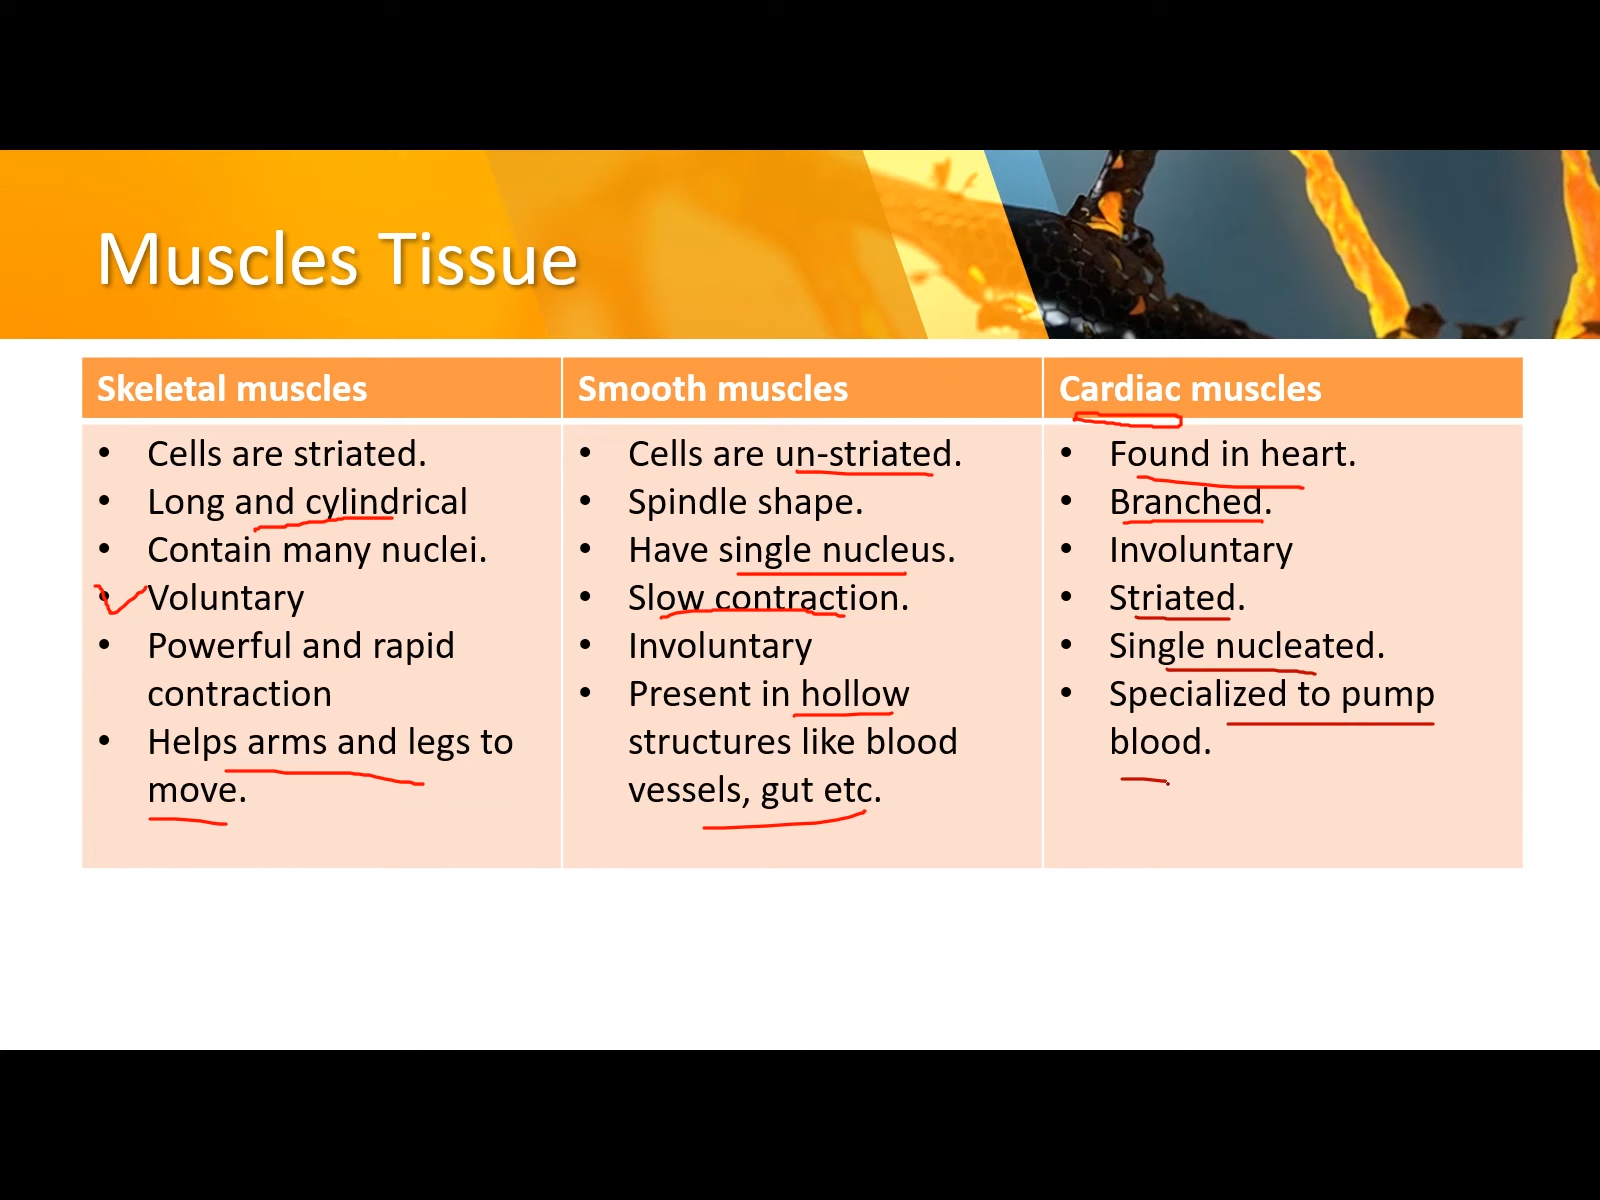 Muscles Tissue
Skeletal muscles
• Cells are striated.
• Long and cylindrical
• Contain many nuclei.
• Voluntary
• Powerful and rapid
contraction
• Helps arms and legs to
move.
Smooth muscles
• Cells are un-striated.
• Spindle shape.
• Have single nucleus.
• Slow contraction.
• Involuntary
• Present in hollow
structures like blood
vessels, gut etc.
Cardiac muscles
• Found in heart.
• Branched.
• Involuntary
• Striated.
• Single nucleated.
• Specialized to pump
blood.